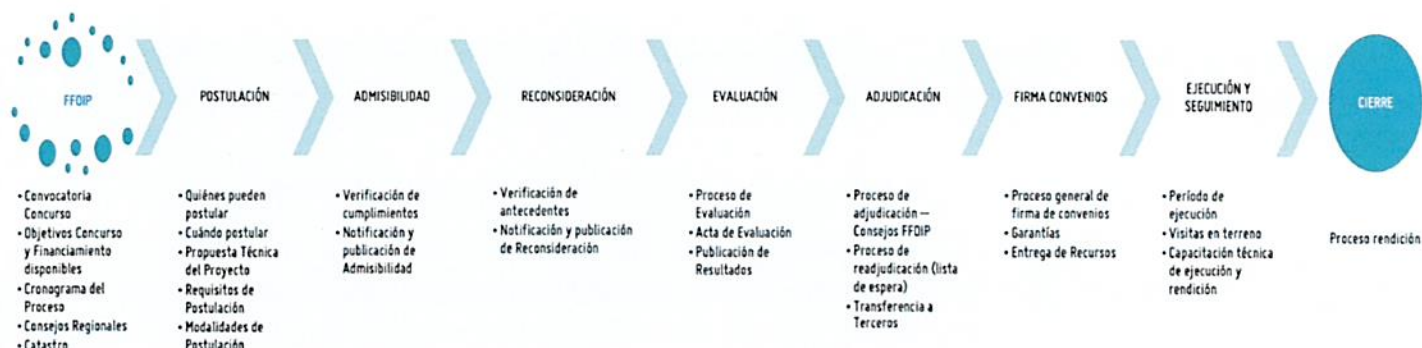 FFOIP
POSTULACIÓN
ADMISIBILIDAD
RECONSIDERACIÓN
EVALUACIÓN
ADJUDICACIÓN
FIRMA CONVENIOS
EJECUCIÓN Y
SEGUIMIENTO
CIERRE
• Convocatoria
Concurso
• Objetivos Concurso
y Financiamiento
disponibles
• Cronograma del
Proceso
• Consejos Regionales
• Catastro
• Quiénes pueden
postular
• Cuándo postular
• Propuesta Técnica
del Proyecto
• Requisitos de
Postulación
• Modalidades de
Postulación
• Verificación de
cumplimientos
• Notificación y
publicación de
Admisibilidad
• Verificación de
antecedentes
• Notificación y publicación
de Reconsideración
• Proceso de
Evaluación
• Acta de Evaluación
• Publicación de
Resultados
• Proceso de
adjudicación —
Consejos FFOIP
• Proceso de
readjudicación (lista
de espera)
• Transferencia a
Terceros
• Proceso general de
firma de convenios
• Garantías
• Entrega de Recursos
• Período de
ejecución
• Visitas en terreno
• Capacitación técnica
de ejecución y
rendición
Proceso rendición